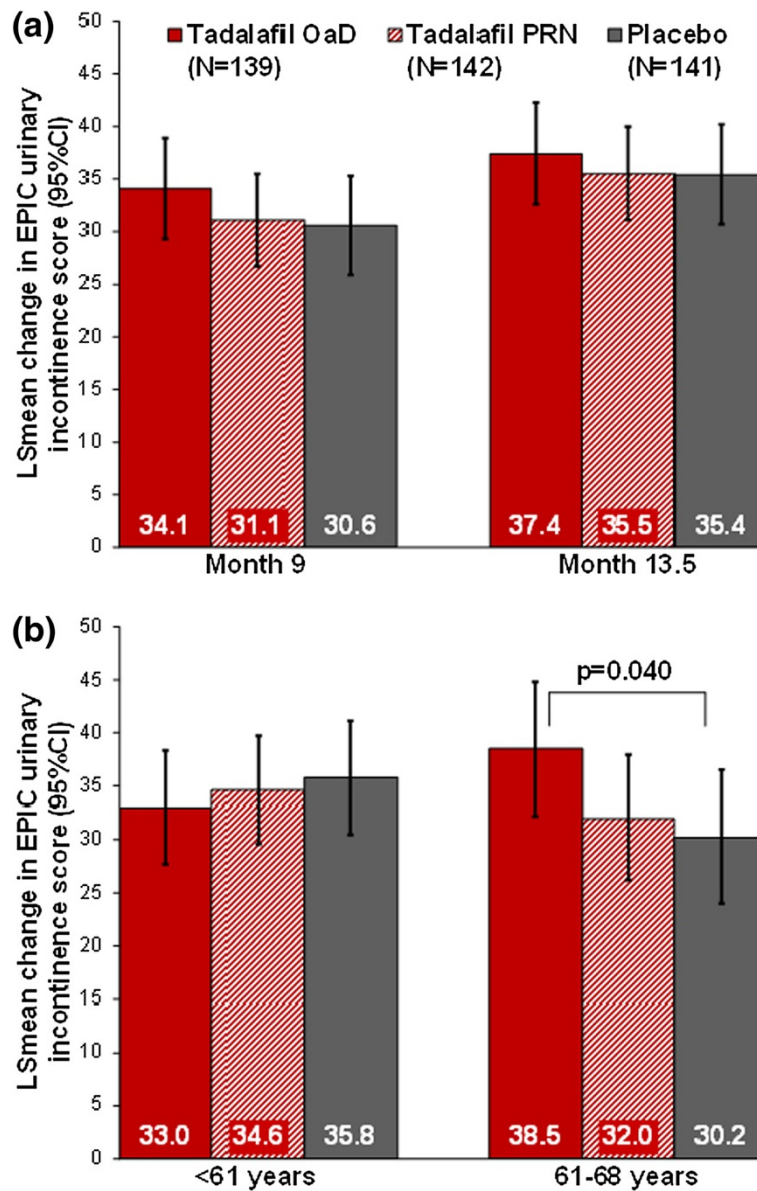 (a)
Tadalafil OaD Tadalafil PRN Placebo
(N=139) (N=142) (N=141)
LSmean change in EPIC urinary
incontinence score (95%CI)
50
45
40
35
30
25
20
15
10
5
0
34.1 31.1 30.6 37.4 35.5 35.4
Month 9 Month 13.5
(b)
LSmean change in EPIC urinary
incontinence score (95%CI)
50
45
40
35
30
25
20
15
10
5
0
p=0.040
33.0 34.6 35.8 38.5 32.0 30.2
<61 years 61-68 years